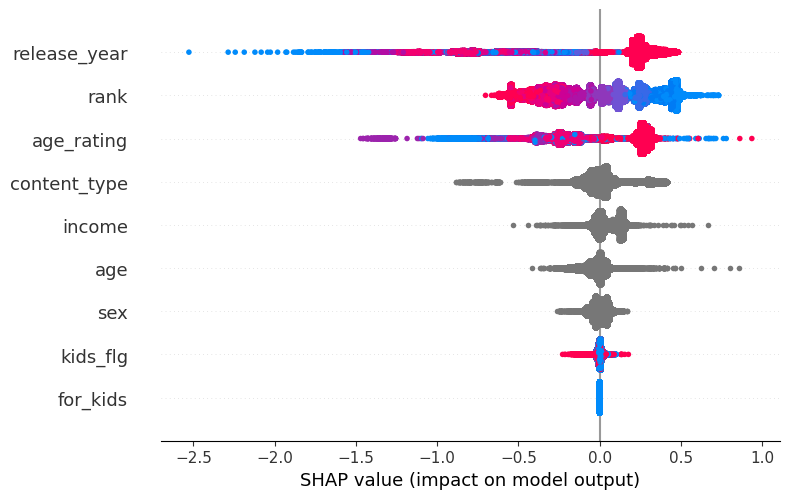 release_year
rank
age_rating
content_type
income
age
sex
kids_flg
for_kids
−2.5 −2.0 −1.5 −1.0 −0.5 0.0 0.5 1.0
SHAP value (impact on model output)